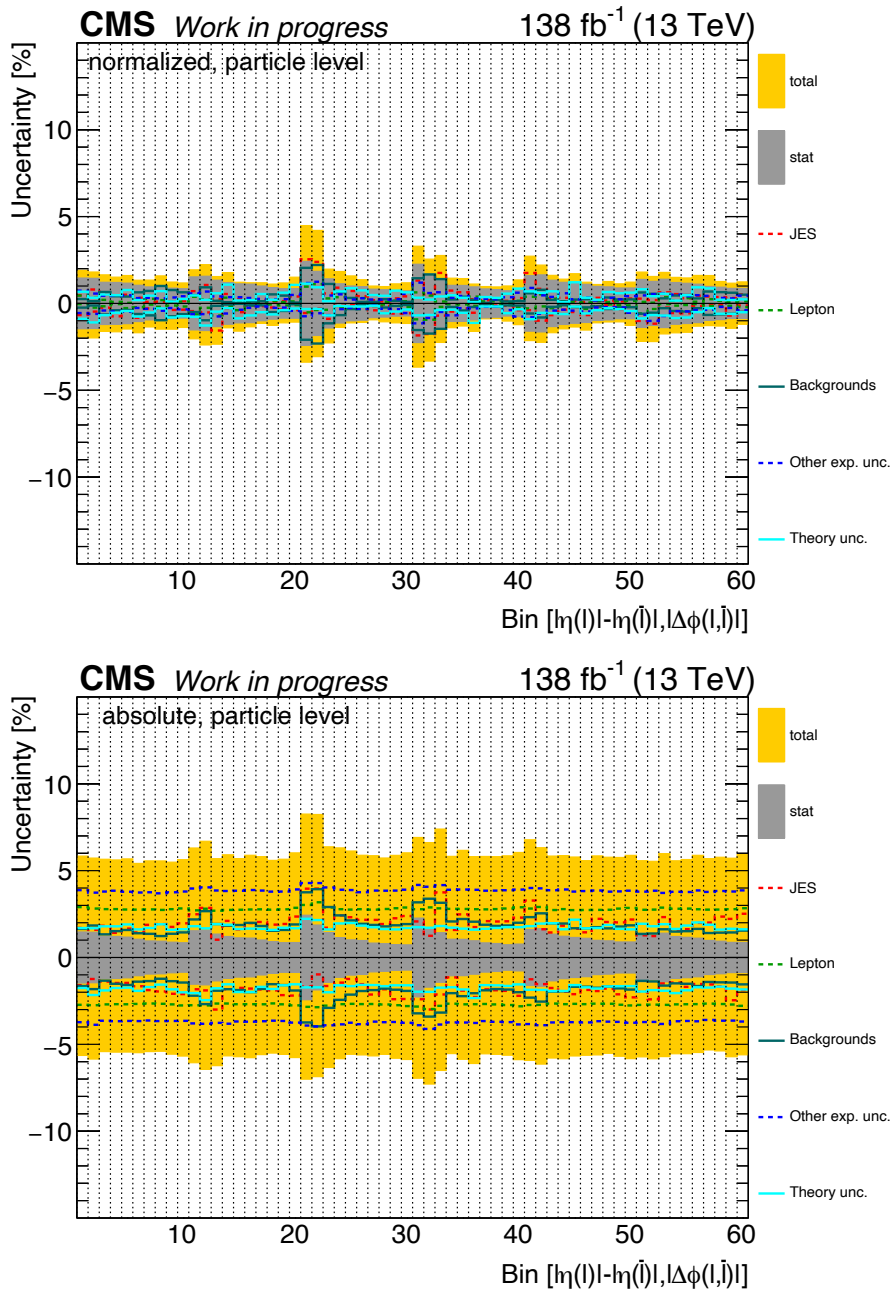 CMS Work in progress 138 fb⁻¹ (13 TeV)
normalized, particle level
Uncertainty [%]
10
5
0
−5
−10
10 20 30 40 50 60
Bin [|η(l)|-|η(l̄)|,|Δϕ(l,l̄)|]
total
stat
JES
Lepton
Backgrounds
Other exp. unc.
Theory unc.
CMS Work in progress 138 fb⁻¹ (13 TeV)
absolute, particle level
Uncertainty [%]
10
5
0
−5
−10
10 20 30 40 50 60
Bin [|η(l)|-|η(l̄)|,|Δϕ(l,l̄)|]
total
stat
JES
Lepton
Backgrounds
Other exp. unc.
Theory unc.